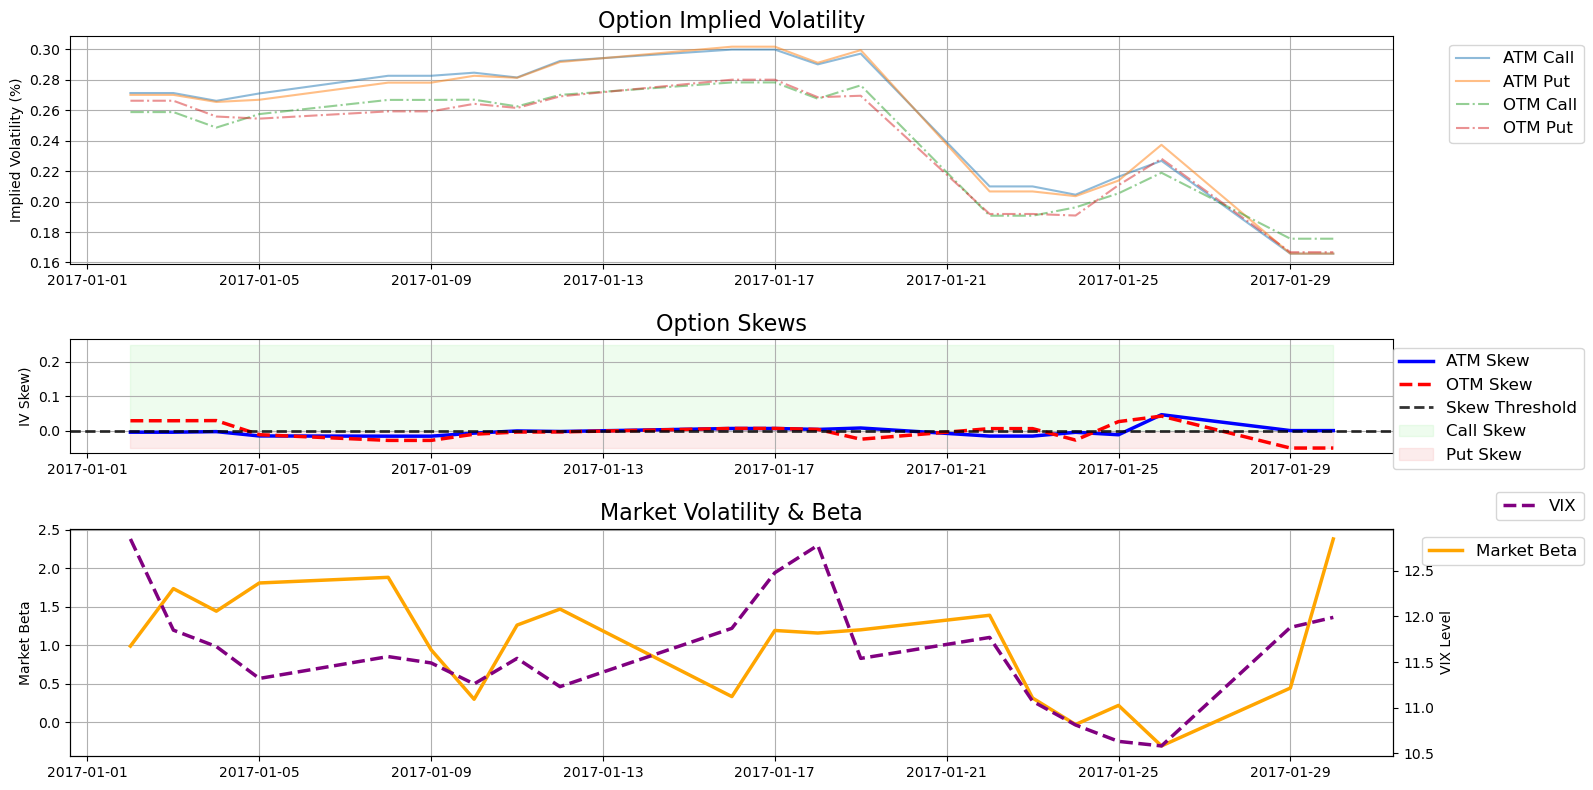 Option Implied Volatility
Implied Volatility (%)
0.30
0.28
0.26
0.24
0.22
0.20
0.18
0.16
2017-01-01 2017-01-05 2017-01-09 2017-01-13 2017-01-17 2017-01-21 2017-01-25 2017-01-29
ATM Call
ATM Put
OTM Call
OTM Put
Option Skews
IV Skew)
0.2
0.1
0.0
2017-01-01 2017-01-05 2017-01-09 2017-01-13 2017-01-17 2017-01-21 2017-01-25 2017-01-29
ATM Skew
OTM Skew
Skew Threshold
Call Skew
Put Skew
Market Volatility & Beta
Market Beta
2.5
2.0
1.5
1.0
0.5
0.0
2017-01-01 2017-01-05 2017-01-09 2017-01-13 2017-01-17 2017-01-21 2017-01-25 2017-01-29
VIX
Market Beta
12.5
12.0
11.5
11.0
10.5
VIX Level